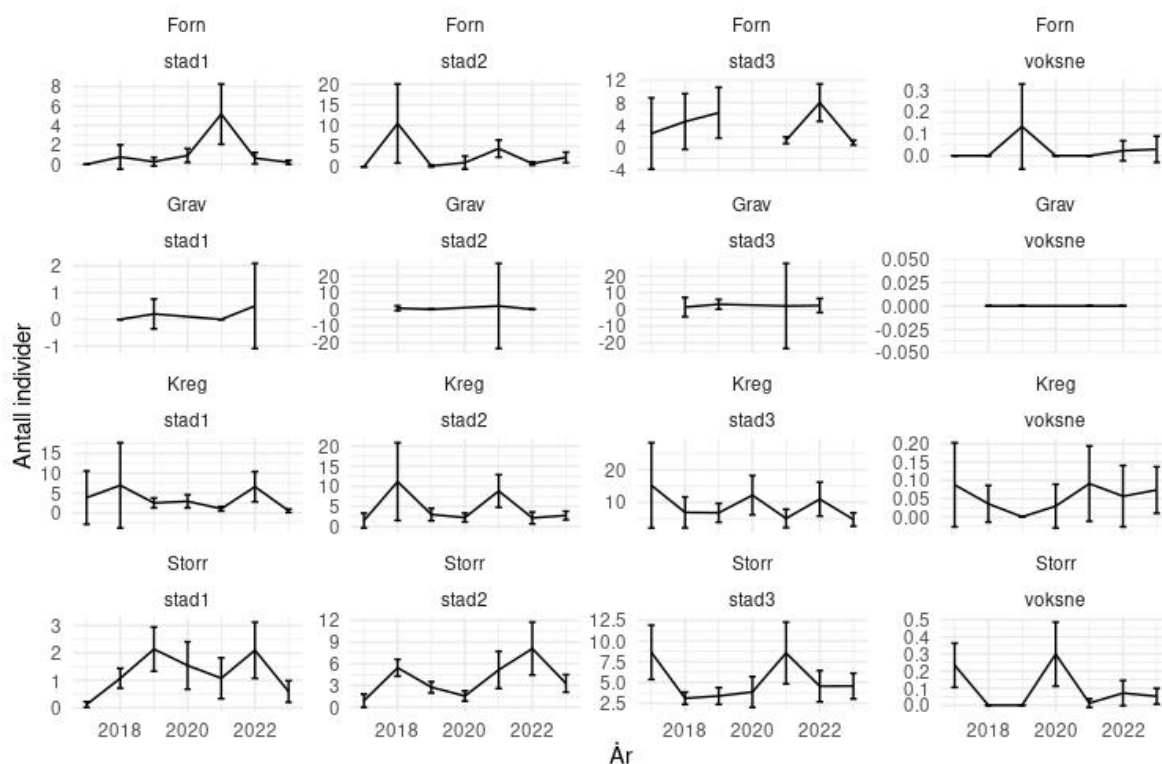 Forn Forn Forn Forn
stad1 stad2 stad3 voksne
8 20 12 0.3
6 15 8 0.2
4 10 4 0.1
2 5 0 0.0
0 0 -4
Grav Grav Grav Grav
stad1 stad2 stad3 voksne
2 20 20 0.050
1 10 10 0.025
0 0 0 0.000
-1 -10 -10 -0.025
-20 -20 -0.050
Antall individer
Kreg Kreg Kreg Kreg
stad1 stad2 stad3 voksne
15 20 20 0.20
10 15 10 0.15
5 10 0.10
0 5 0.05
0 0.00
Storr Storr Storr Storr
stad1 stad2 stad3 voksne
3 12 12.5 0.5
2 9 10.0 0.4
1 6 7.5 0.3
0 3 5.0 0.2
0 2.5 0.1
0.0
2018 2020 2022 2018 2020 2022 2018 2020 2022 2018 2020 2022
År